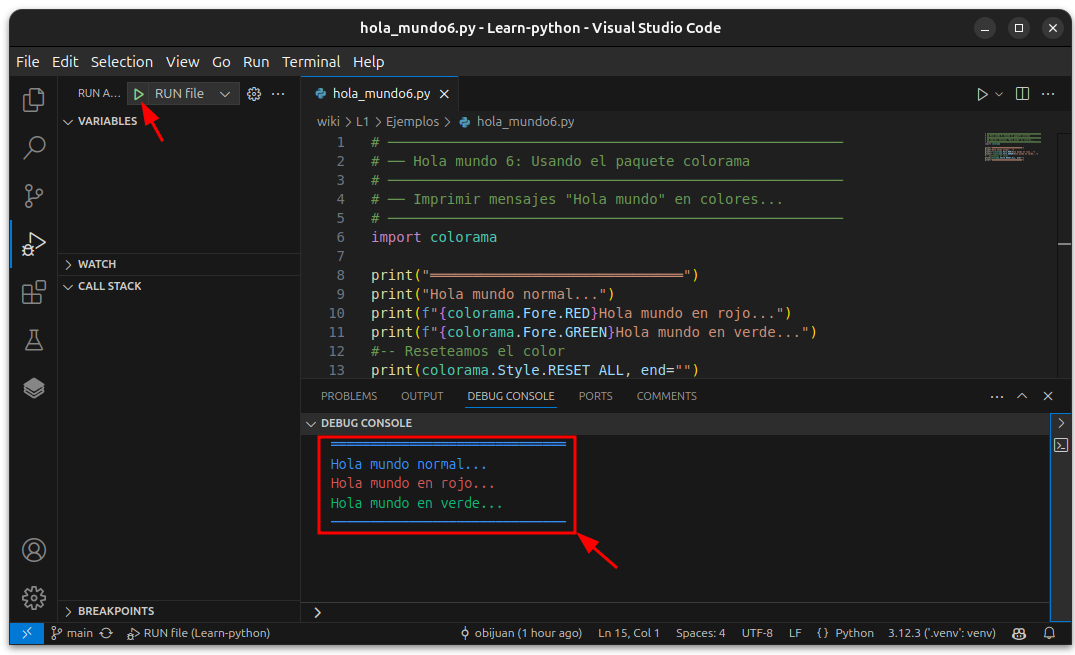 hola_mundo6.py - Learn-python - Visual Studio Code
File Edit Selection View Go Run Terminal Help
RUN A... RUN file
VARIABLES
WATCH
CALL STACK
BREAKPOINTS
hola_mundo6.py
wiki > L1 > Ejemplos > hola_mundo6.py
1 # ──────────────────────────────────────────────────────
2 # ── Hola mundo 6: Usando el paquete colorama
3 # ──────────────────────────────────────────────────────
4 # ── Imprimir mensajes "Hola mundo" en colores...
5 # ──────────────────────────────────────────────────────
6 import colorama
7
8 print("══════════════════════════════")
9 print("Hola mundo normal...")
10 print(f"{colorama.Fore.RED}Hola mundo en rojo...")
11 print(f"{colorama.Fore.GREEN}Hola mundo en verde...")
12 #-- Reseteamos el color
13 print(colorama.Style.RESET_ALL, end="")
PROBLEMS OUTPUT DEBUG CONSOLE PORTS COMMENTS
DEBUG CONSOLE
══════════════════════════════
Hola mundo normal...
Hola mundo en rojo...
Hola mundo en verde...
──────────────────────────────
main RUN file (Learn-python) obijuan (1 hour ago) Ln 15, Col 1 Spaces: 4 UTF-8 LF {} Python 3.12.3 ('.venv': venv)